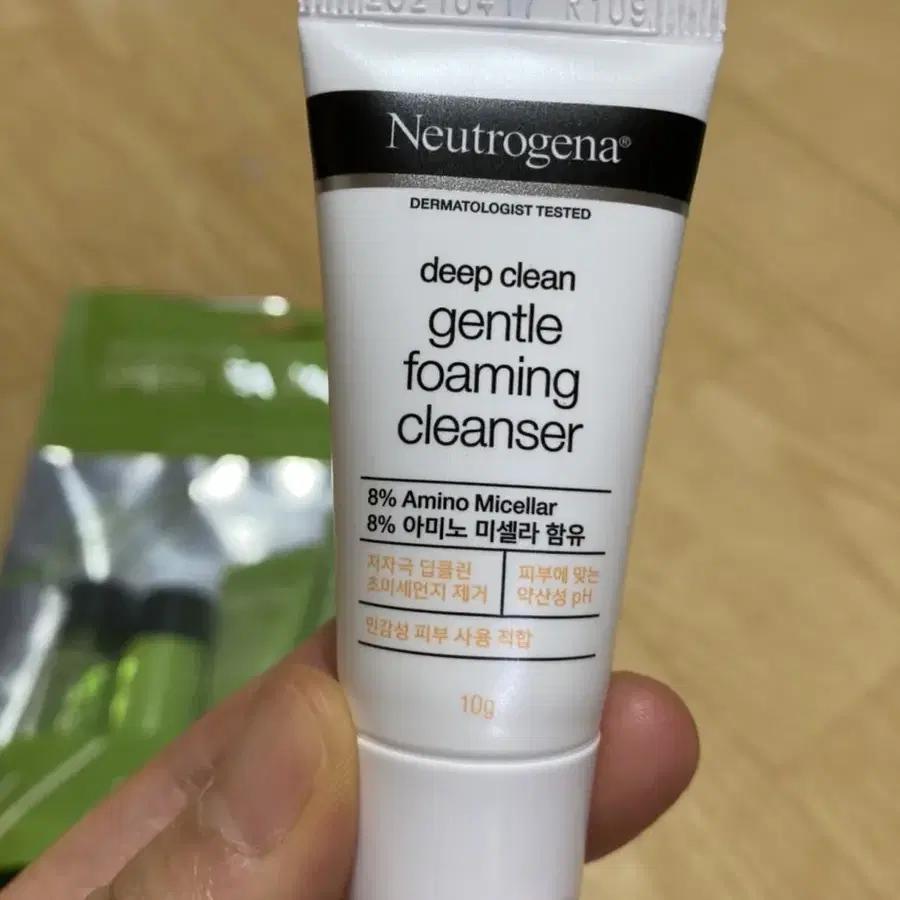 20210417 R109
Neutrogena®
DERMATOLOGIST TESTED
deep clean
gentle
foaming
cleanser
8% Amino Micellar
8% 아미노 미셀라 함유
저자극 딥클린
초미세먼지 제거
피부에 맞는
약산성 pH
민감성 피부 사용 적합
10g